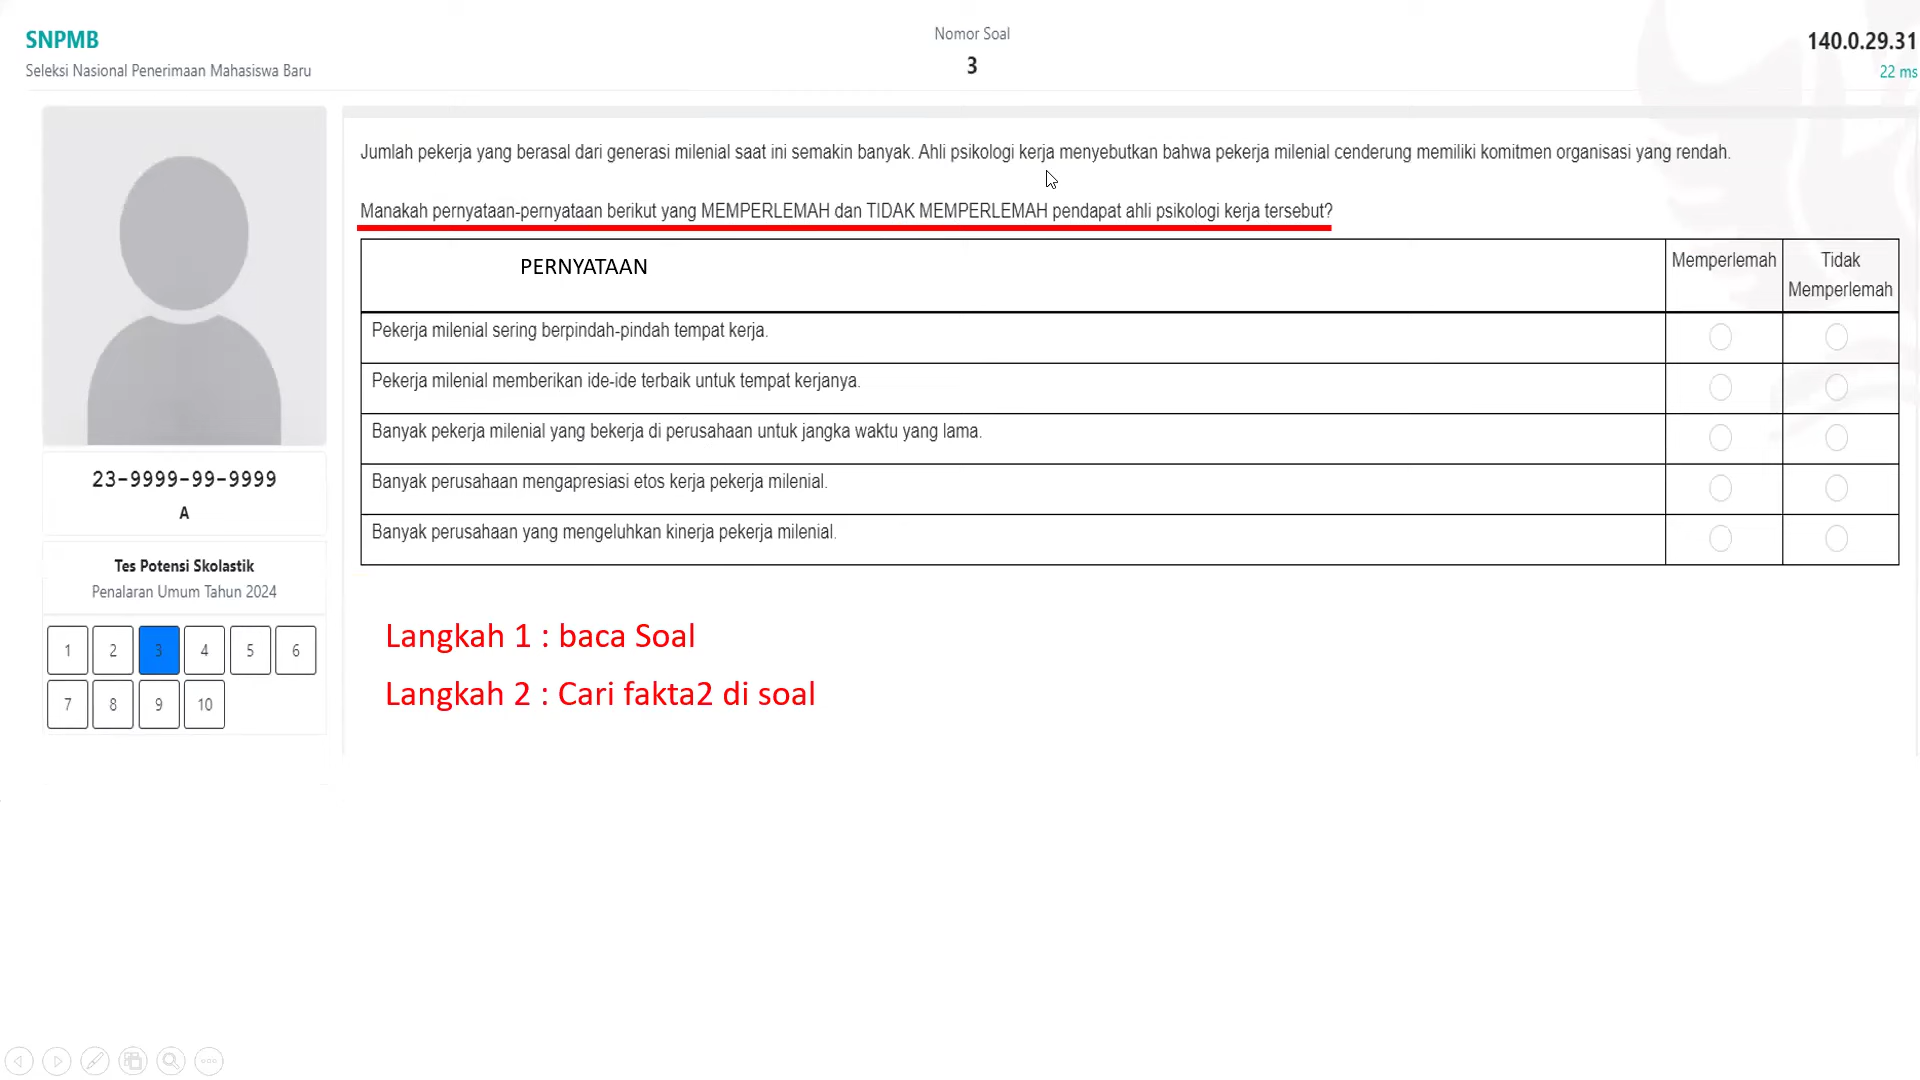 SNPMB
Seleksi Nasional Penerimaan Mahasiswa Baru
Nomor Soal
3
140.0.29.31
22 ms
23-9999-99-9999
A
Tes Potensi Skolastik
Penalaran Umum Tahun 2024
1 2 3 4 5 6
7 8 9 10
Jumlah pekerja yang berasal dari generasi milenial saat ini semakin banyak. Ahli psikologi kerja menyebutkan bahwa pekerja milenial cenderung memiliki komitmen organisasi yang rendah.
Manakah pernyataan-pernyataan berikut yang MEMPERLEMAH dan TIDAK MEMPERLEMAH pendapat ahli psikologi kerja tersebut?
PERNYATAAN
Memperlemah
Tidak
Memperlemah
Pekerja milenial sering berpindah-pindah tempat kerja.
Pekerja milenial memberikan ide-ide terbaik untuk tempat kerjanya.
Banyak pekerja milenial yang bekerja di perusahaan untuk jangka waktu yang lama.
Banyak perusahaan mengapresiasi etos kerja pekerja milenial.
Banyak perusahaan yang mengeluhkan kinerja pekerja milenial.
Langkah 1 : baca Soal
Langkah 2 : Cari fakta2 di soal